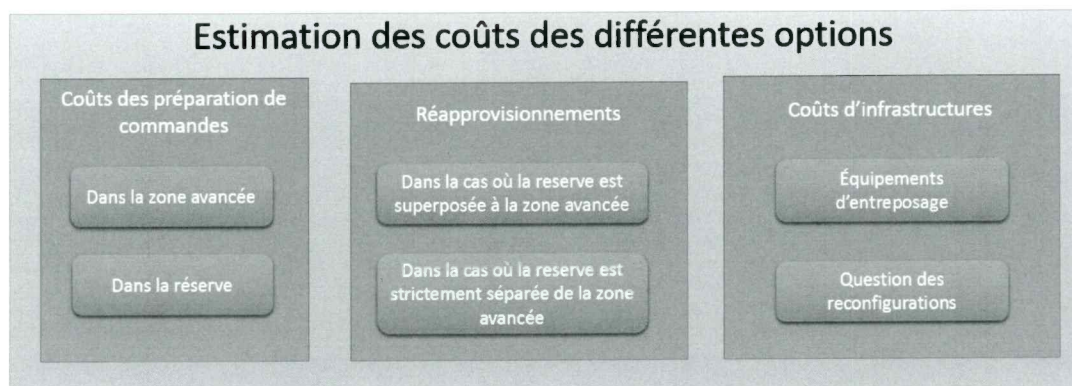 Estimation des coûts des différentes options
Coûts des préparation de
commandes
Dans la zone avancée
Dans la réserve
Réapprovisionnements
Dans la cas où la reserve est
superposée à la zone avancée
Dans la cas où la reserve est
strictement séparée de la zone
avancée
Coûts d'infrastructures
Équipements
d'entreposage
Question des
reconfigurations